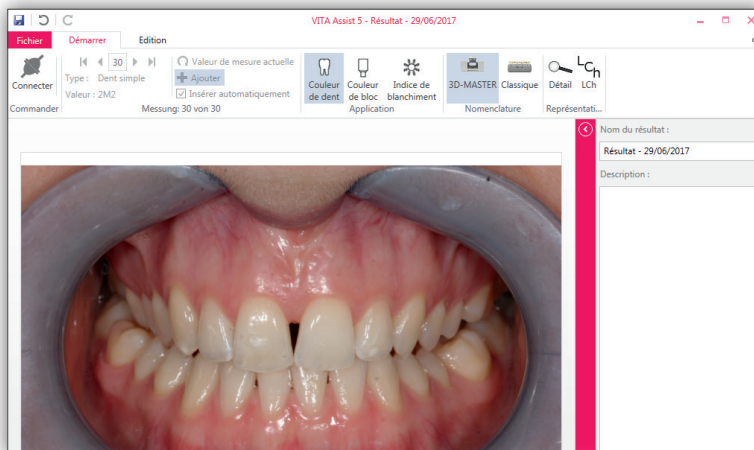 VITA Assist 5 - Résultat - 29/06/2017
Fichier Démarrer Edition
30
Connecter
Type : Dent simple
Valeur : 2M2
Valeur de mesure actuelle
Ajouter
Insérer automatiquement
Couleur de dent
Couleur de bloc
Indice de blanchiment
3D-MASTER Classique
Détail LCh
LCh
Commander Messung: 30 von 30 Application Nomenclature Représentati...
Nom du résultat :
Résultat - 29/06/2017
Description :